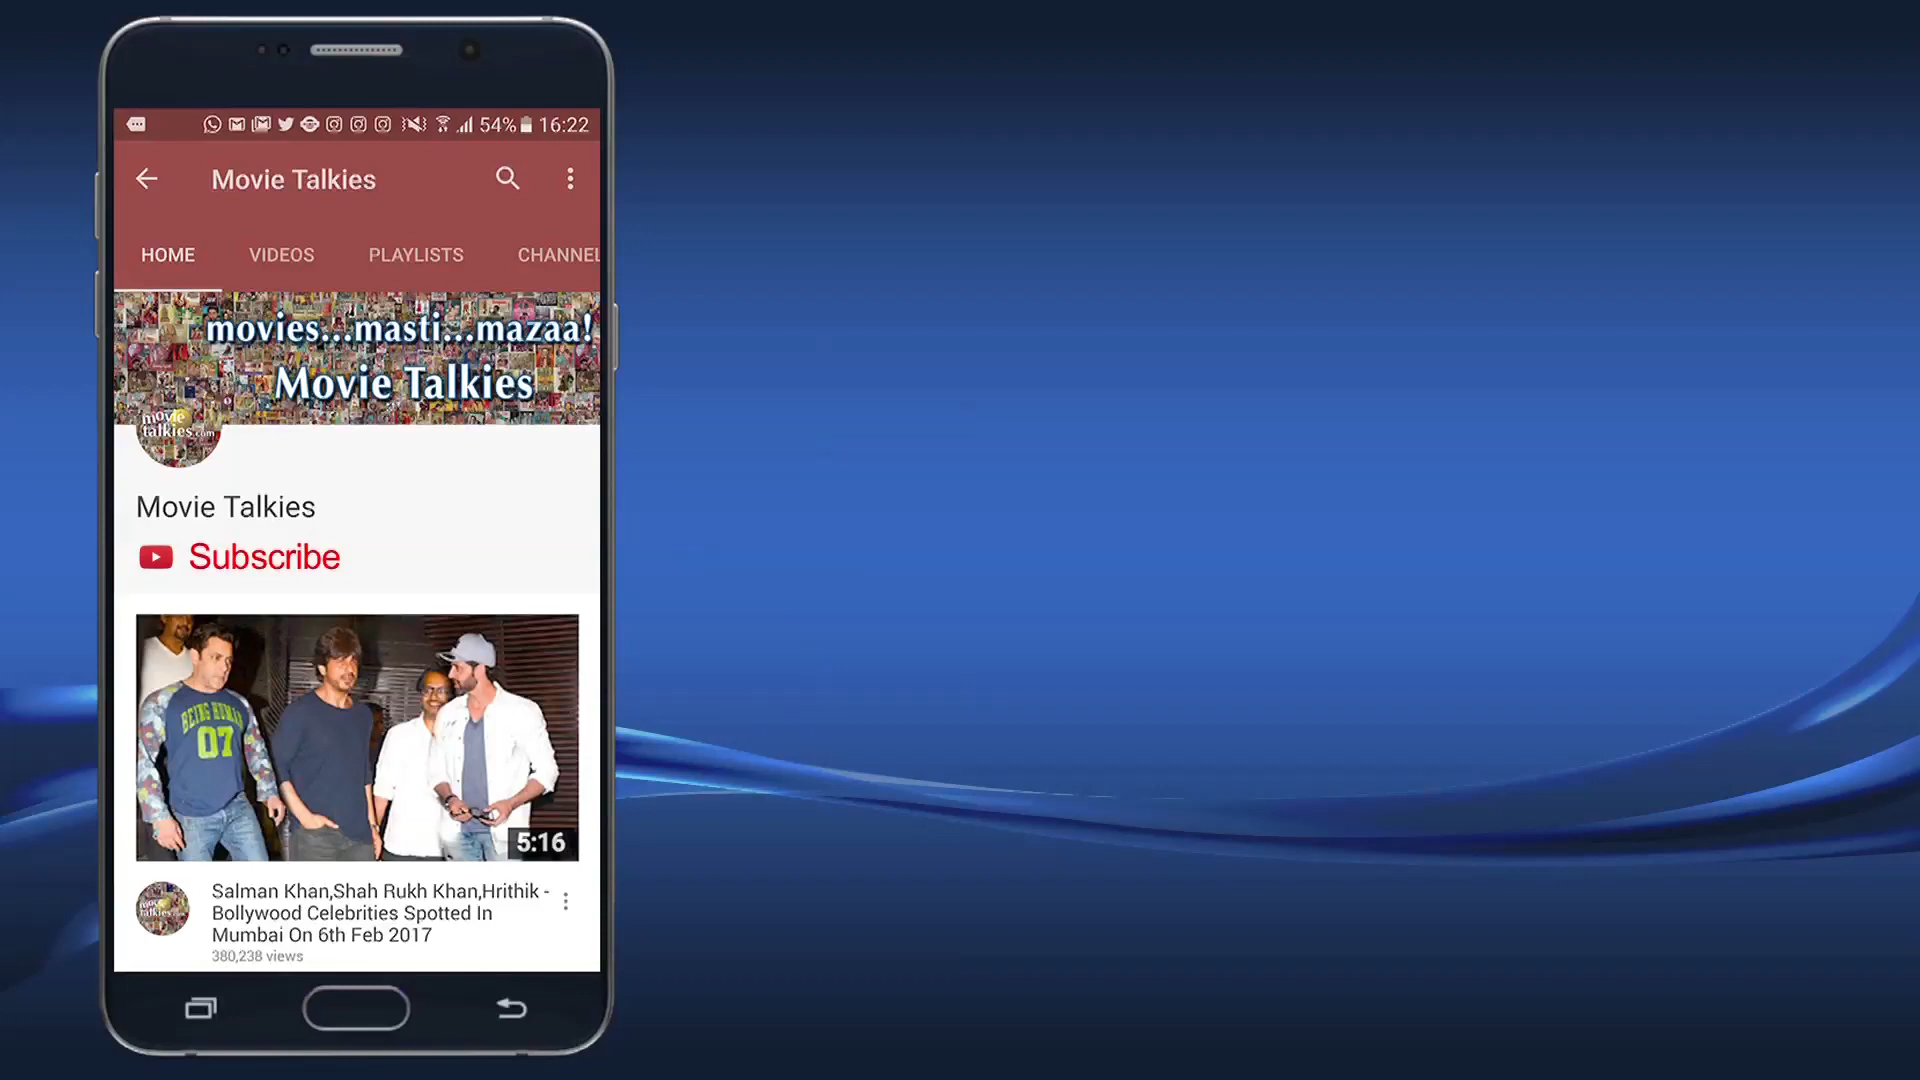 54% 16:22
Movie Talkies
HOME VIDEOS PLAYLISTS CHANNEL
movies...masti...mazaa!
Movie Talkies
movie
talkies.com
Movie Talkies
Subscribe
BEING HUMAN
07
5:16
Salman Khan,Shah Rukh Khan,Hrithik -
Bollywood Celebrities Spotted In
Mumbai On 6th Feb 2017
380,238 views